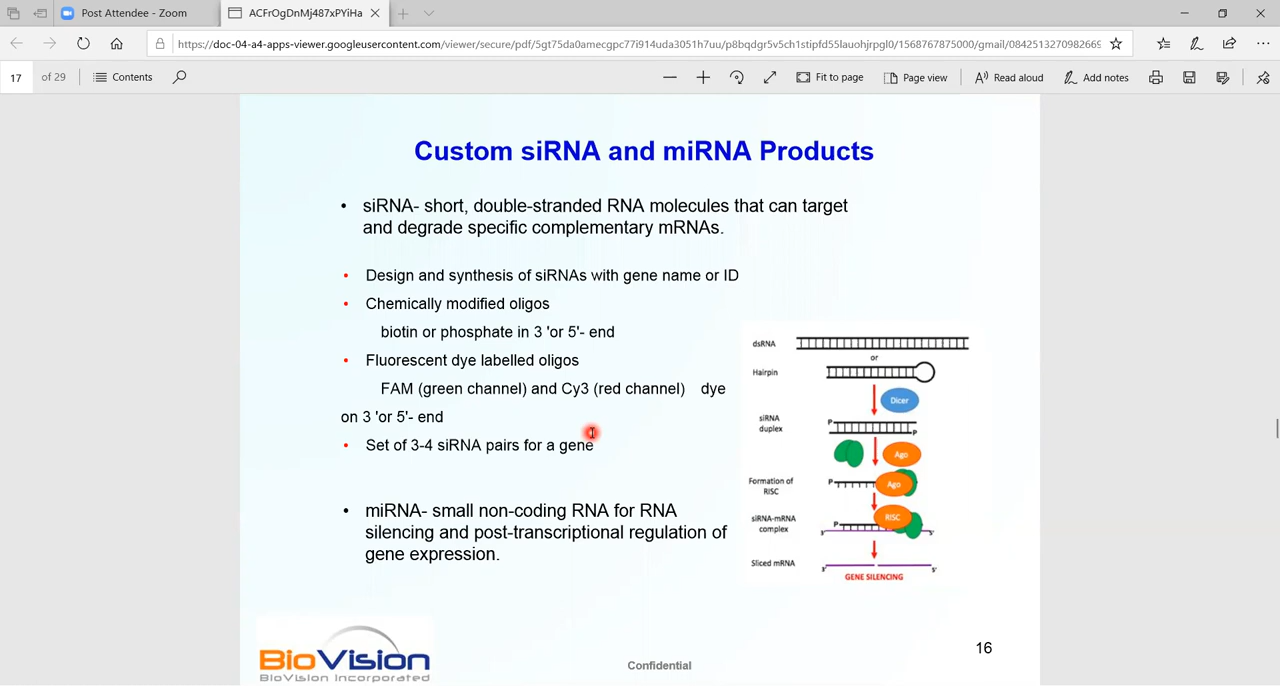 Post Attendee - Zoom
ACFrOgDnMj487xPYiHa
https://doc-04-a4-apps-viewer.googleusercontent.com/viewer/secure/pdf/5gt75da0amecgpc77i914uda3051h7uu/p8bqdgr5v5ch1stipfd55lauohjrpgl0/1568767875000/gmail/0842513270982669
17 of 29
Contents
Fit to page
Page view
Read aloud
Add notes
Custom siRNA and miRNA Products
• siRNA- short, double-stranded RNA molecules that can target
and degrade specific complementary mRNAs.
• Design and synthesis of siRNAs with gene name or ID
• Chemically modified oligos
biotin or phosphate in 3 'or 5'- end
• Fluorescent dye labelled oligos
FAM (green channel) and Cy3 (red channel) dye
on 3 'or 5'- end
• Set of 3-4 siRNA pairs for a gene
• miRNA- small non-coding RNA for RNA
silencing and post-transcriptional regulation of
gene expression.
dsRNA
or
Hairpin
Dicer
siRNA
duplex
P
P
Ago
Formation of
RISC
P
Ago
siRNA-mRNA
complex
P
RISC
3'
5'
Sliced mRNA
3'
5'
GENE SILENCING
BioVision
BioVision Incorporated
Confidential
16